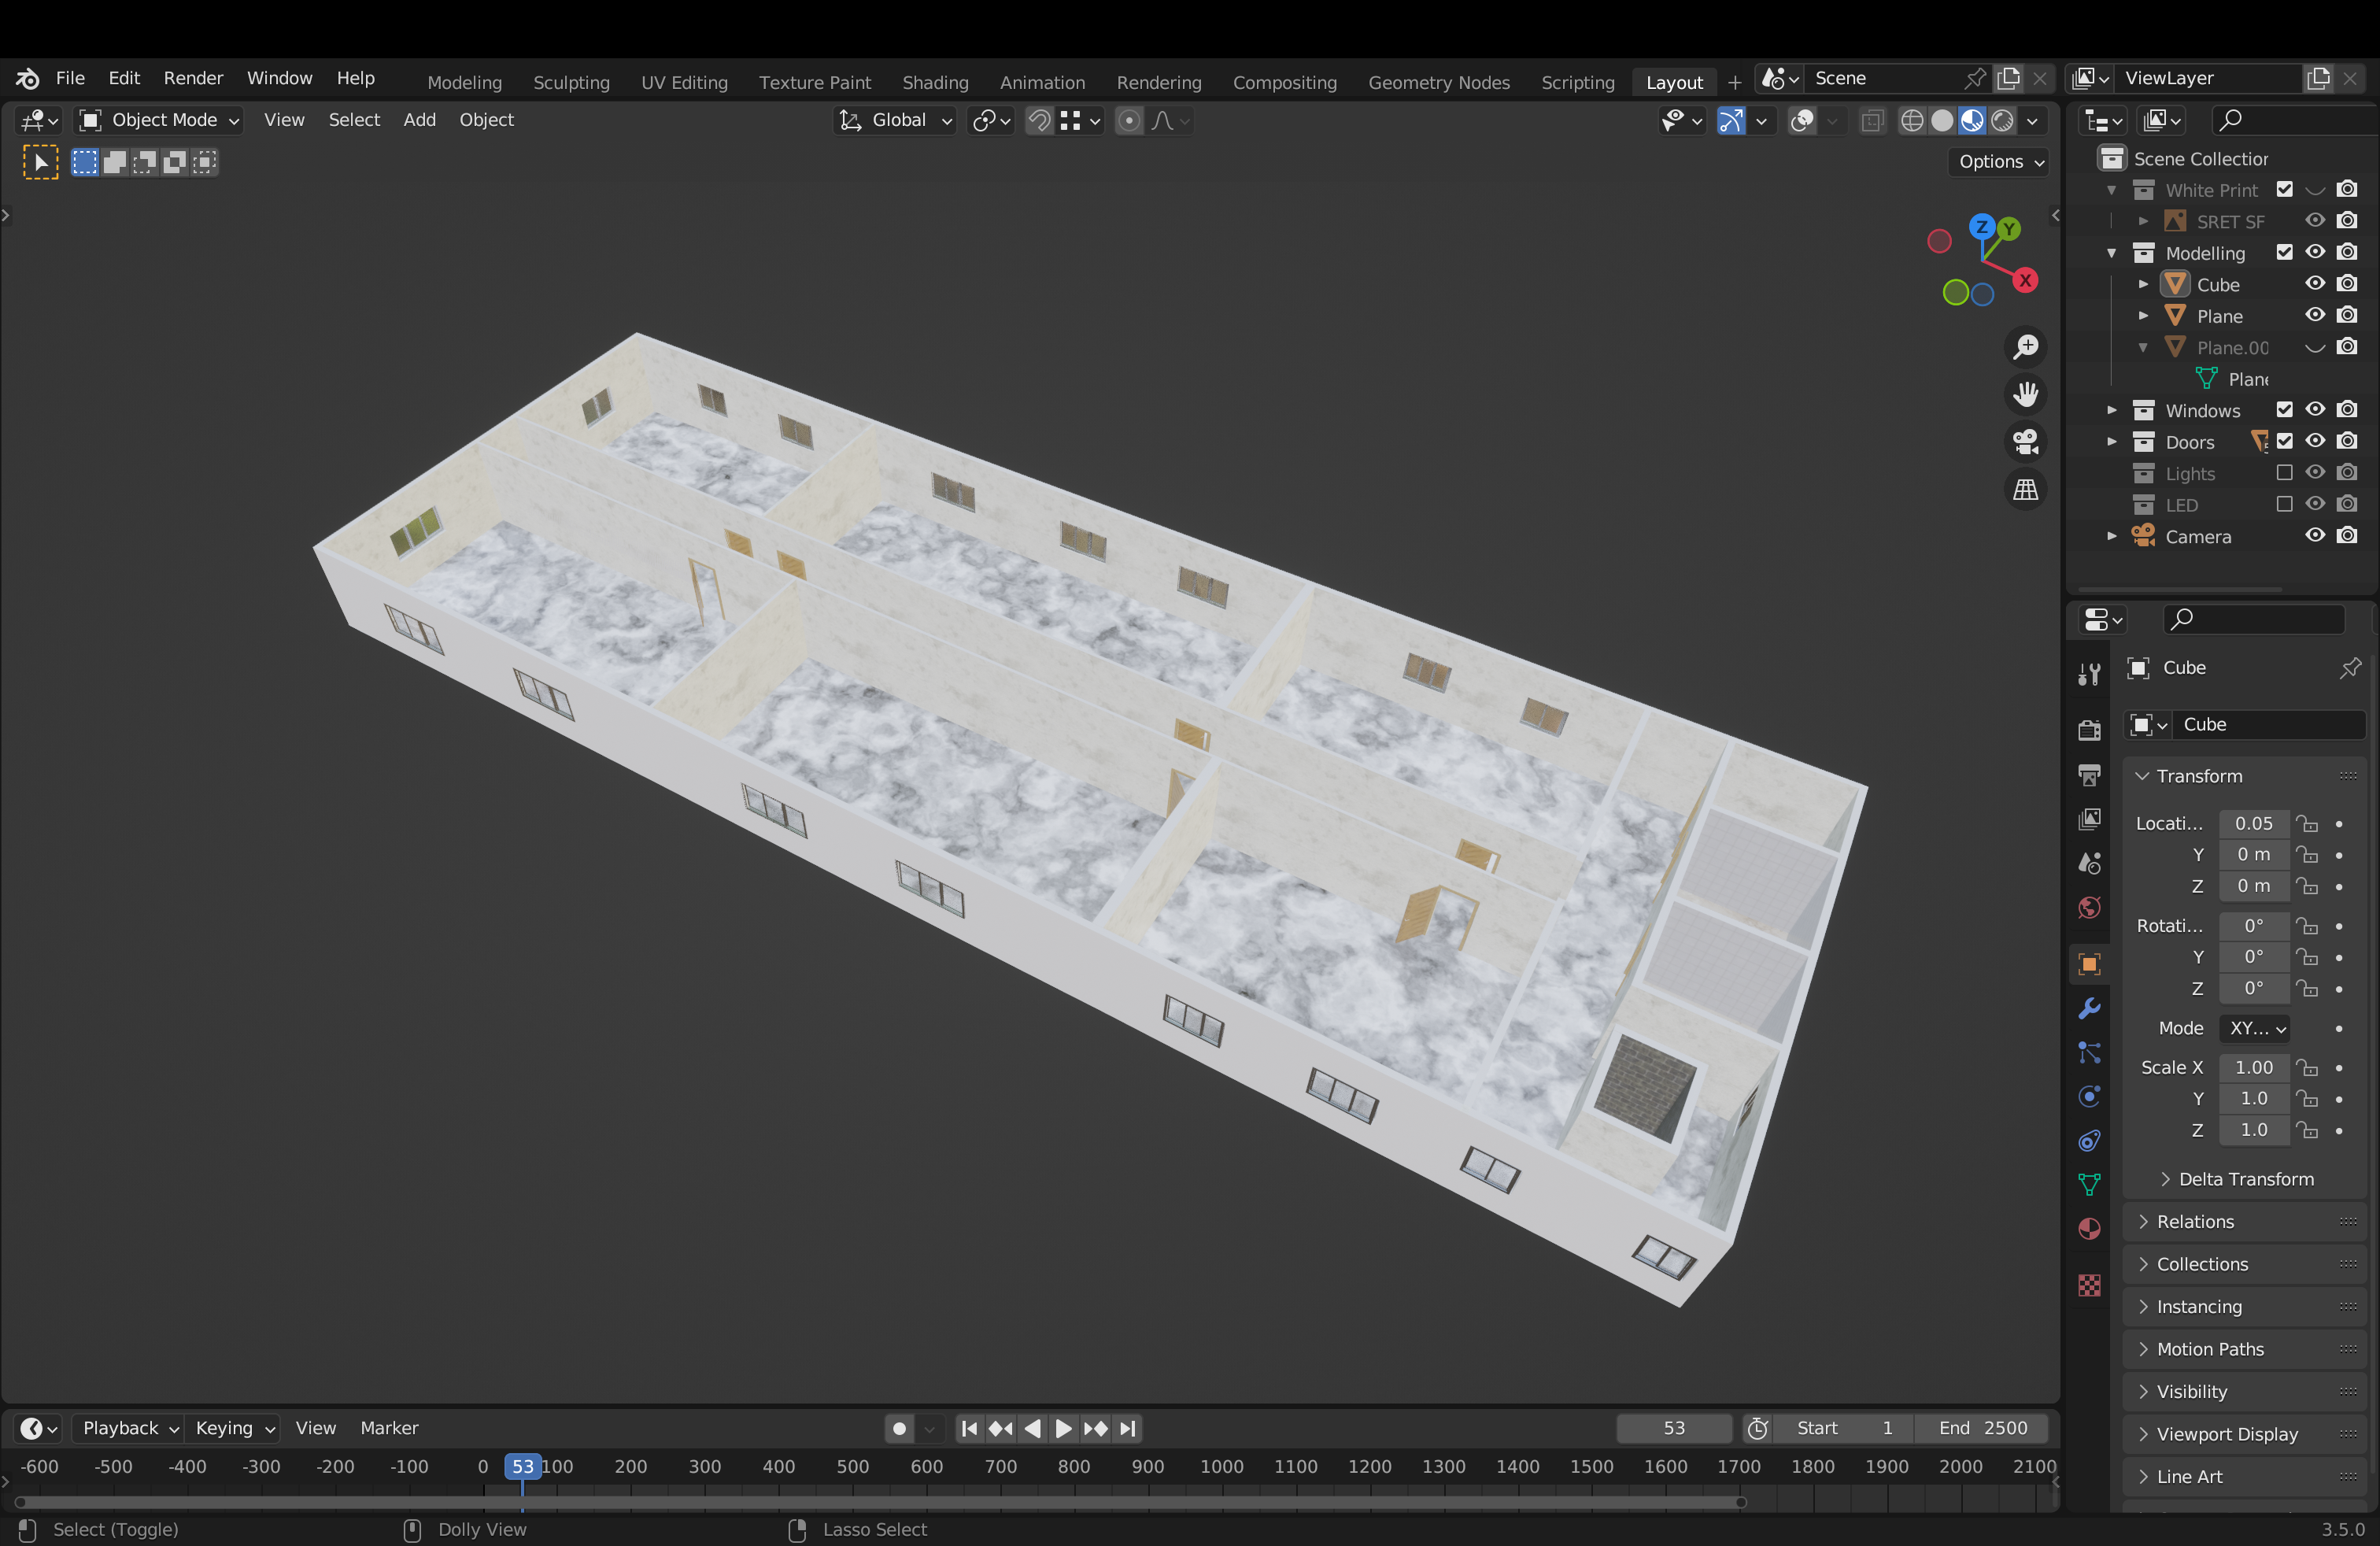 File Edit Render Window Help
Modeling Sculpting UV Editing Texture Paint Shading Animation Rendering Compositing Geometry Nodes Scripting Layout +
Scene
ViewLayer
Object Mode View Select Add Object
Global
Options
Z Y
X
Scene Collection
White Print
SRET SF
Modelling
Cube
Plane
Plane.00
Plane
Windows
Doors
Lights
LED
Camera
Cube
Cube
Transform
Locati... 0.05
Y 0 m
Z 0 m
Rotati... 0°
Y 0°
Z 0°
Mode XY...
Scale X 1.00
Y 1.0
Z 1.0
Delta Transform
Relations
Collections
Instancing
Motion Paths
Visibility
Viewport Display
Line Art
Playback Keying View Marker
53 Start 1 End 2500
-600 -500 -400 -300 -200 -100 0 53 100 200 300 400 500 600 700 800 900 1000 1100 1200 1300 1400 1500 1600 1700 1800 1900 2000 2100
Select (Toggle) Dolly View Lasso Select 3.5.0